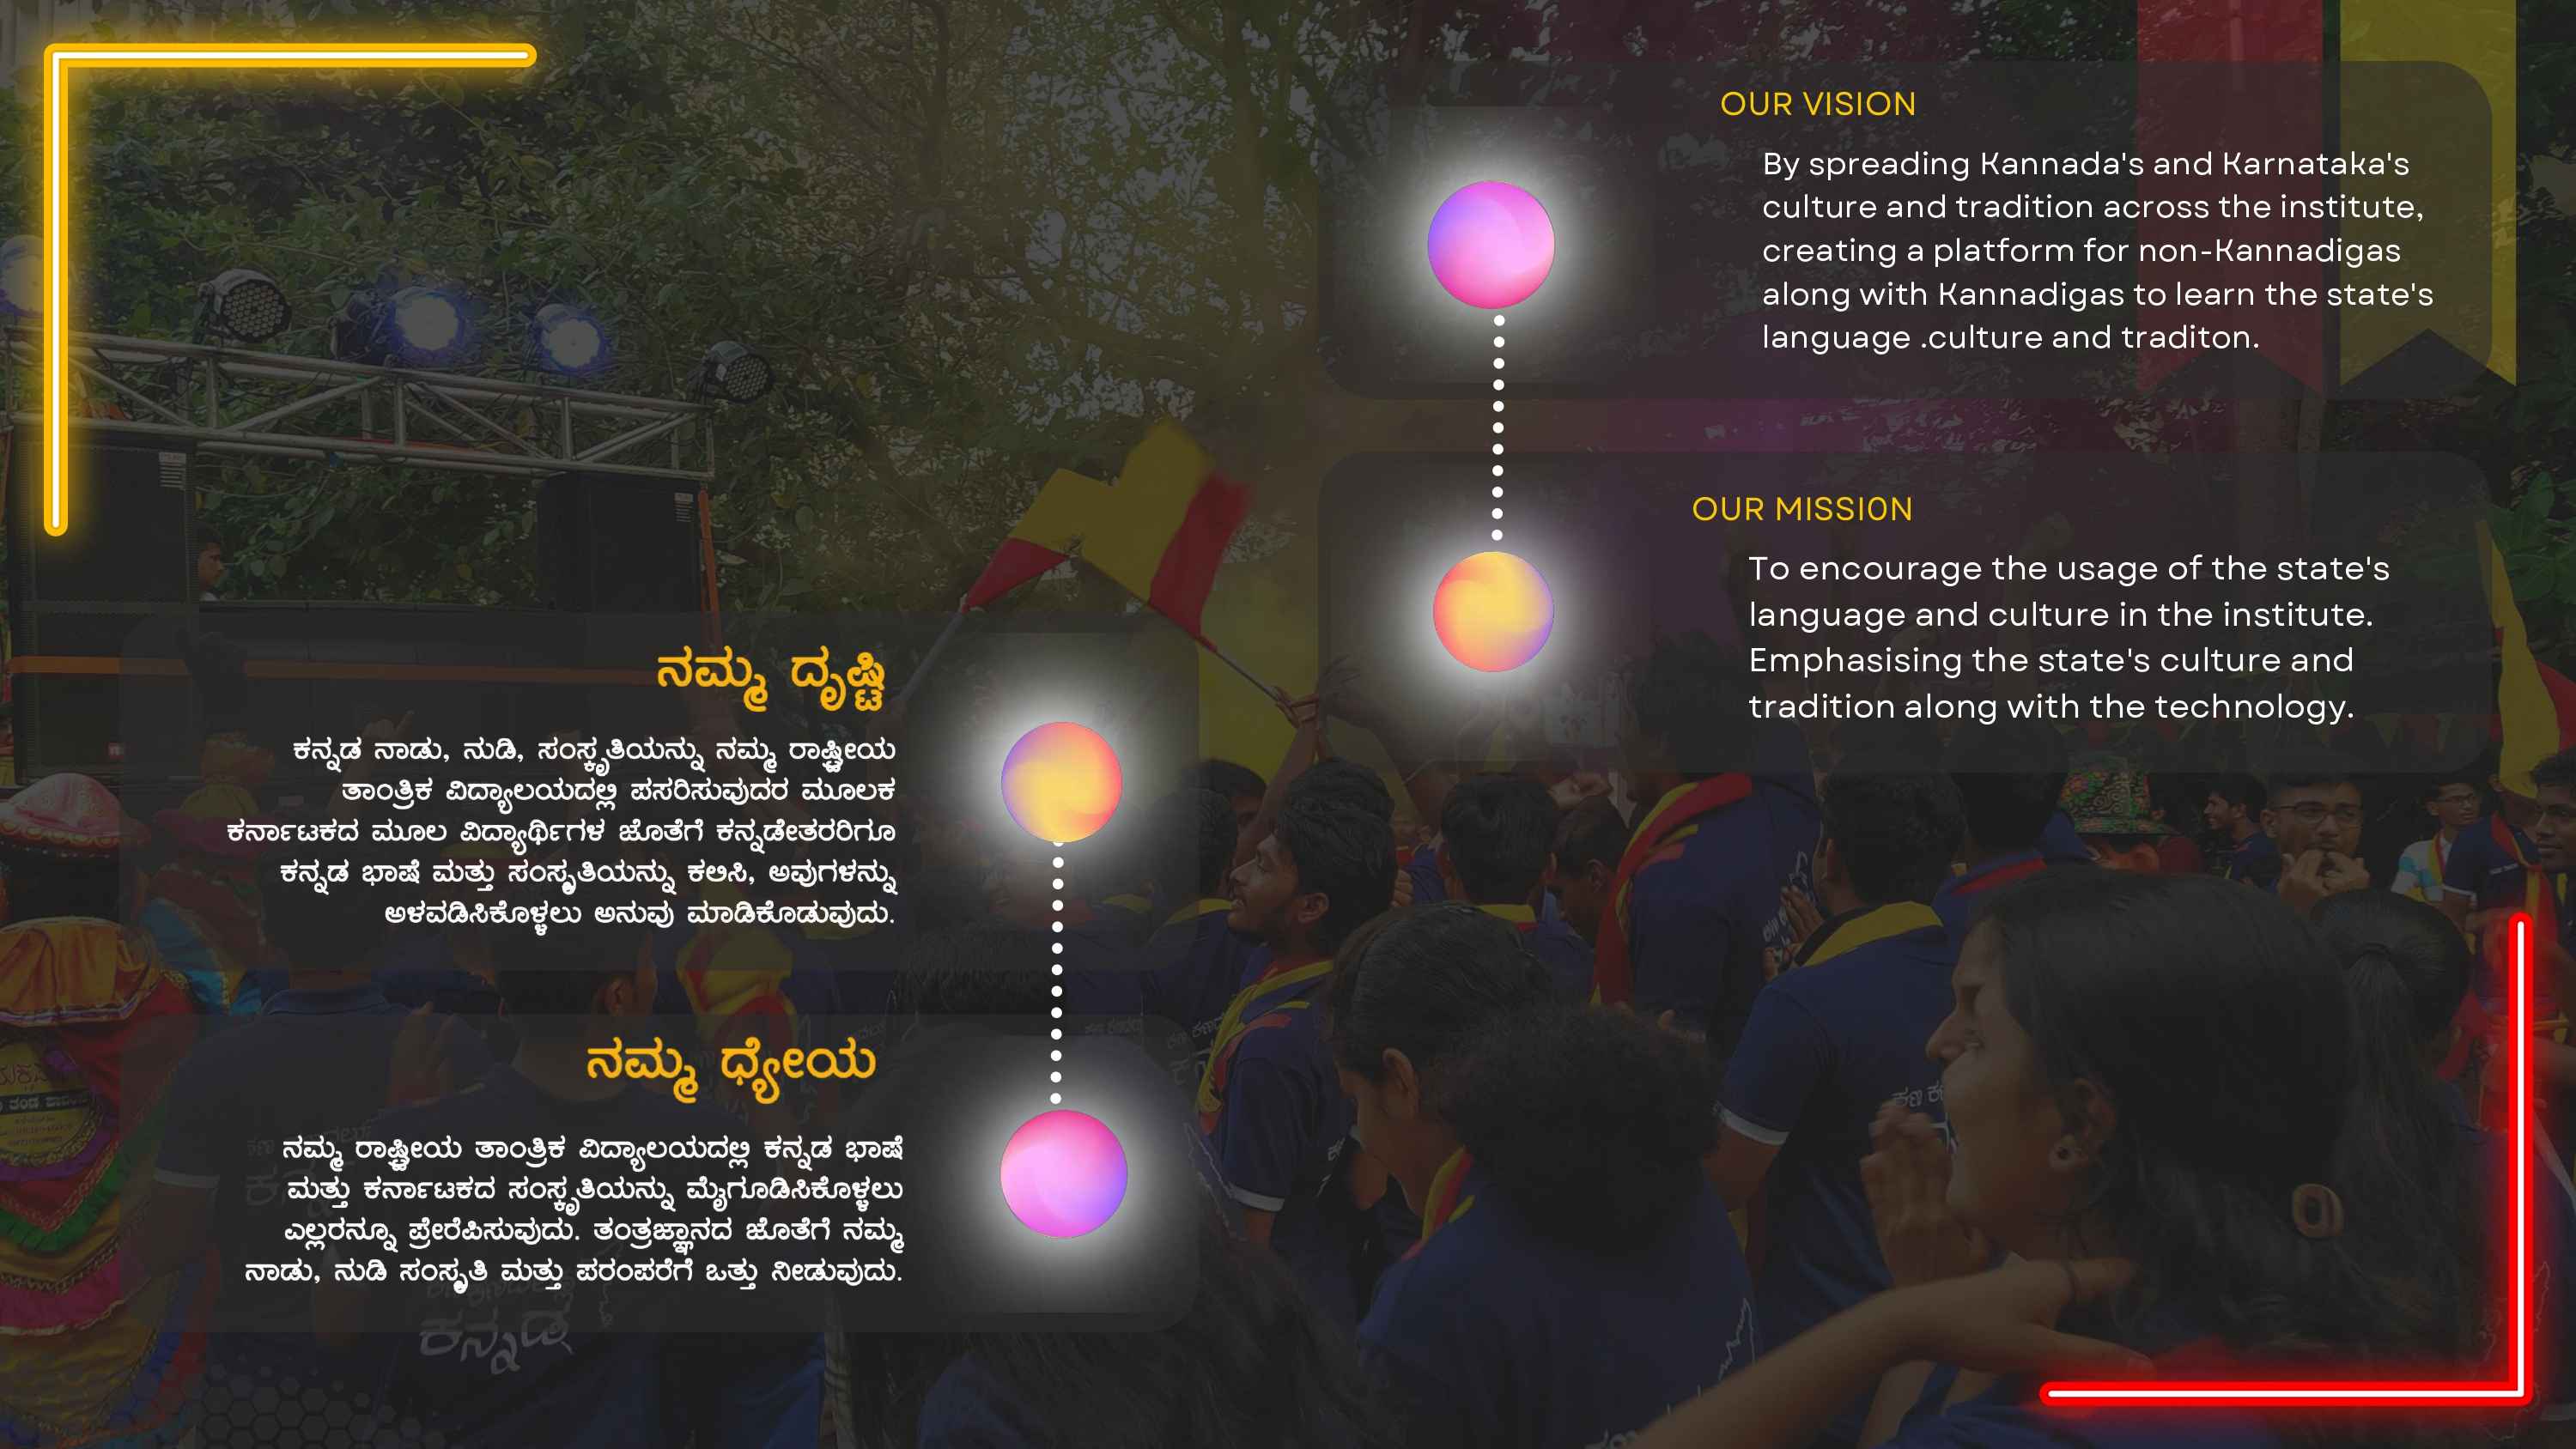 OUR VISION
By spreading Kannada's and Karnataka's
culture and tradition across the institute,
creating a platform for non-Kannadigas
along with Kannadigas to learn the state's
language .culture and traditon.
OUR MISSI0N
To encourage the usage of the state's
language and culture in the institute.
Emphasising the state's culture and
tradition along with the technology.
ನಮ್ಮ ದೃಷ್ಟಿ
ಕನ್ನಡ ನಾಡು, ನುಡಿ, ಸಂಸ್ಕೃತಿಯನ್ನು ನಮ್ಮ ರಾಷ್ಟ್ರೀಯ
ತಾಂತ್ರಿಕ ವಿದ್ಯಾಲಯದಲ್ಲಿ ಪಸರಿಸುವುದರ ಮೂಲಕ
ಕರ್ನಾಟಕದ ಮೂಲ ವಿದ್ಯಾರ್ಥಿಗಳ ಜೊತೆಗೆ ಕನ್ನಡೇತರರಿಗೂ
ಕನ್ನಡ ಭಾಷೆ ಮತ್ತು ಸಂಸ್ಕೃತಿಯನ್ನು ಕಲಿಸಿ, ಅವುಗಳನ್ನು
ಅಳವಡಿಸಿಕೊಳ್ಳಲು ಅನುವು ಮಾಡಿಕೊಡುವುದು.
ನಮ್ಮ ಧ್ಯೇಯ
ನಮ್ಮ ರಾಷ್ಟ್ರೀಯ ತಾಂತ್ರಿಕ ವಿದ್ಯಾಲಯದಲ್ಲಿ ಕನ್ನಡ ಭಾಷೆ
ಮತ್ತು ಕರ್ನಾಟಕದ ಸಂಸ್ಕೃತಿಯನ್ನು ಮೈಗೂಡಿಸಿಕೊಳ್ಳಲು
ಎಲ್ಲರನ್ನೂ ಪ್ರೇರೆಪಿಸುವುದು. ತಂತ್ರಜ್ಞಾನದ ಜೊತೆಗೆ ನಮ್ಮ
ನಾಡು, ನುಡಿ ಸಂಸ್ಕೃತಿ ಮತ್ತು ಪರಂಪರೆಗೆ ಒತ್ತು ನೀಡುವುದು.
ಕನ್ನಡ